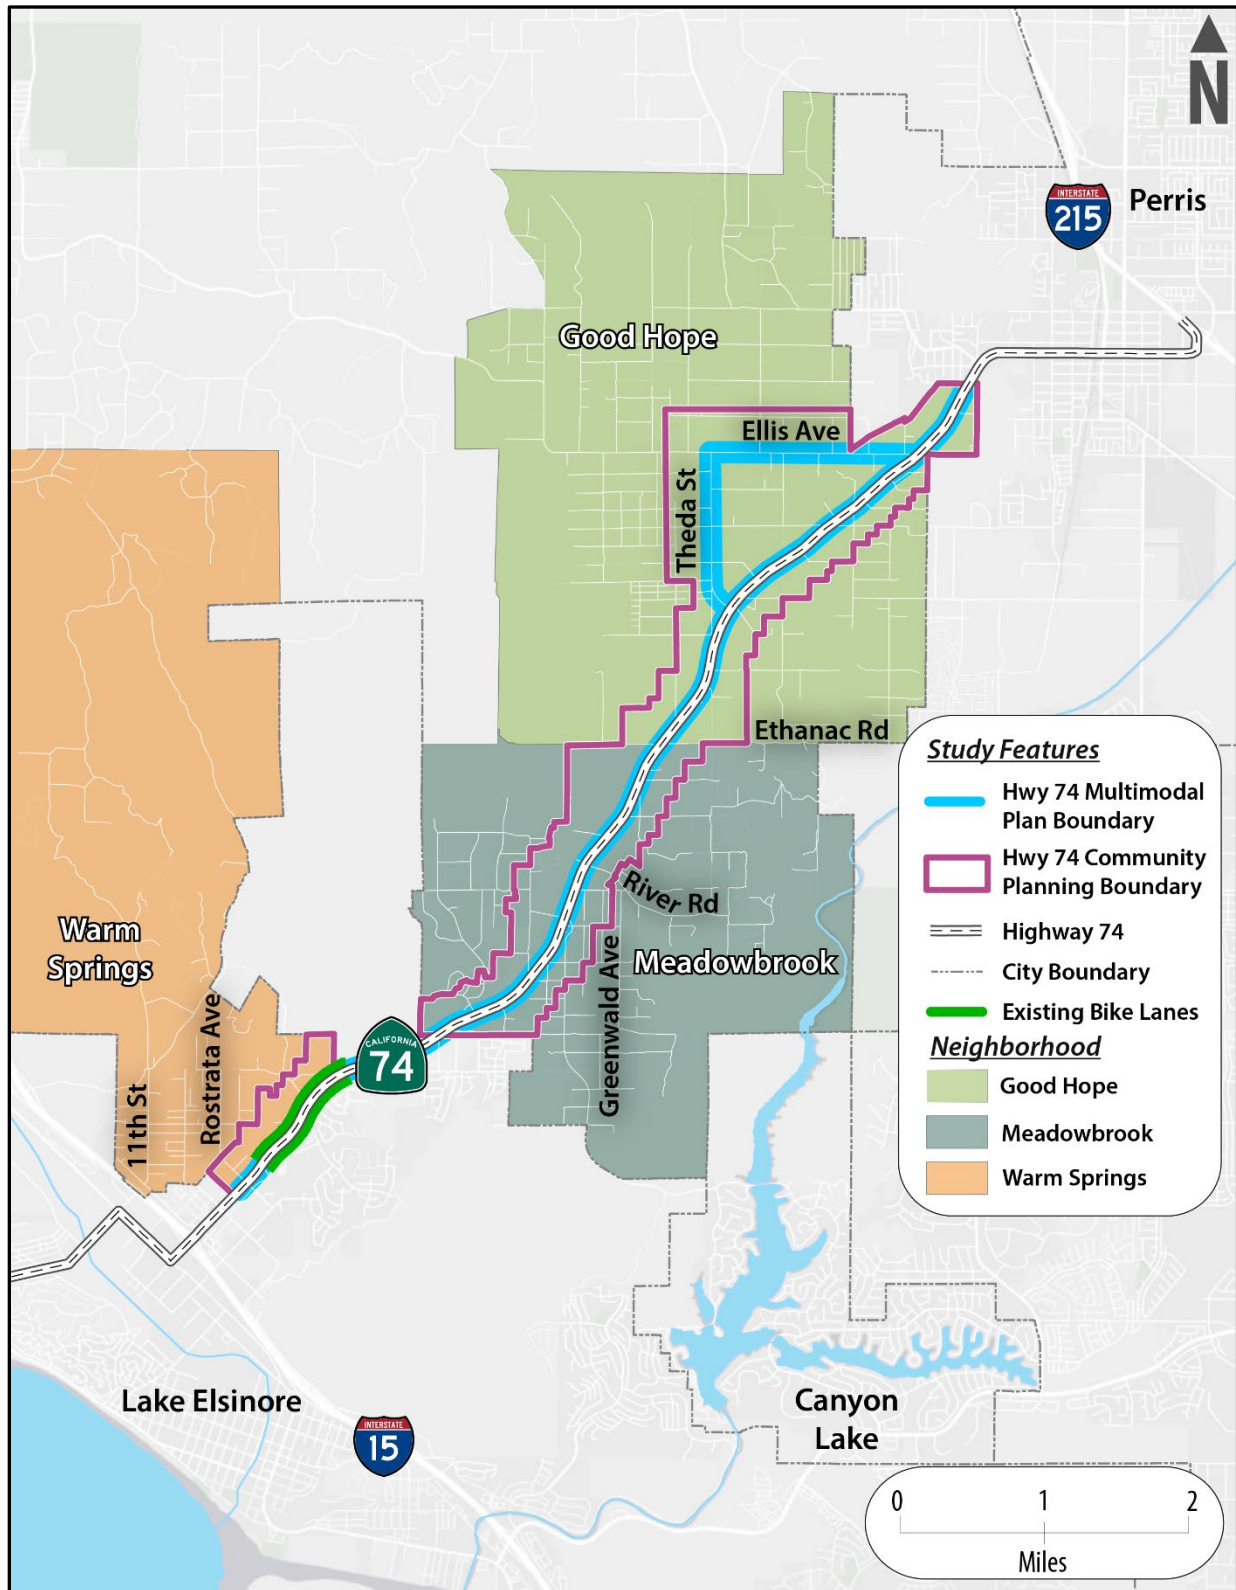 N
INTERSTATE
215
Perris
Good Hope
Ellis Ave
Theda St
Ethanac Rd
Study Features
Hwy 74 Multimodal
Plan Boundary
Hwy 74 Community
Planning Boundary
Highway 74
City Boundary
Existing Bike Lanes
Neighborhood
Good Hope
Meadowbrook
Warm Springs
River Rd
Warm
Springs
Meadowbrook
Greenwald Ave
Rostrata Ave
11th St
CALIFORNIA
74
Lake Elsinore
INTERSTATE
15
Canyon
Lake
0 1 2
Miles